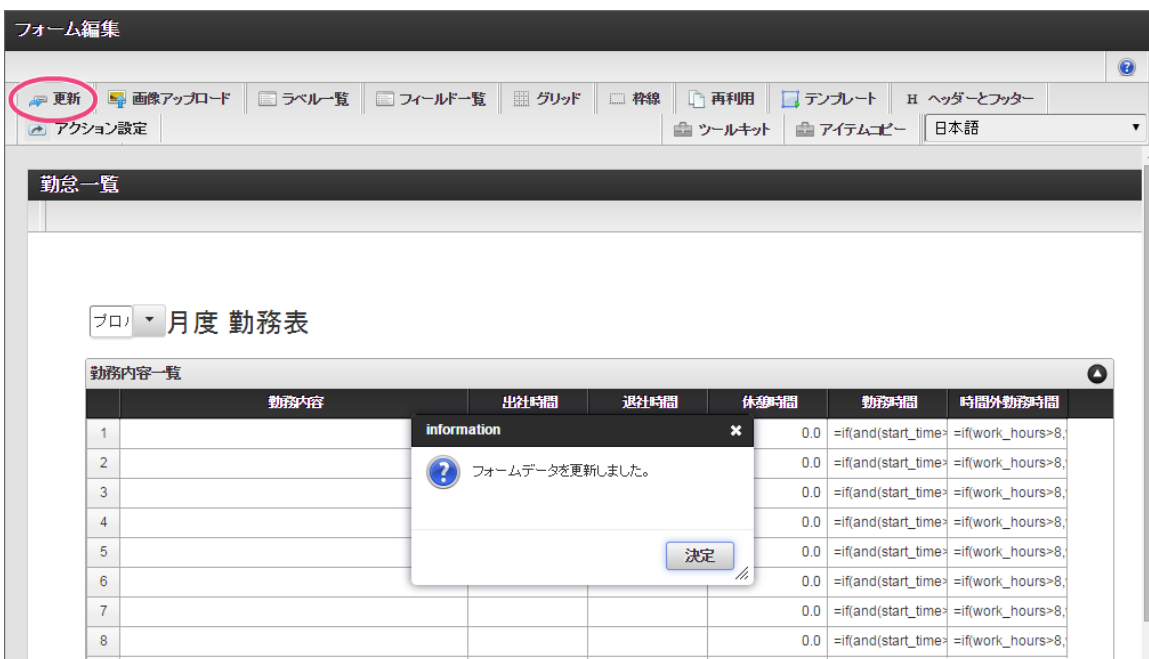 フォーム編集
更新 画像アップロード ラベル一覧 フィールド一覧 グリッド 枠線 再利用 テンプレート H ヘッダーとフッター
アクション設定 ツールキット アイテムコピー 日本語
勤怠一覧
月度 勤務表
勤務内容一覧
勤務内容 出社時間 退社時間 休憩時間 勤務時間 時間外勤務時間
information
フォームデータを更新しました。
決定
1 0.0 =if(and(start_time> =if(work_hours>8,
2 0.0 =if(and(start_time> =if(work_hours>8,
3 0.0 =if(and(start_time> =if(work_hours>8,
4 0.0 =if(and(start_time> =if(work_hours>8,
5 0.0 =if(and(start_time> =if(work_hours>8,
6 0.0 =if(and(start_time> =if(work_hours>8,
7 0.0 =if(and(start_time> =if(work_hours>8,
8 0.0 =if(and(start_time> =if(work_hours>8,